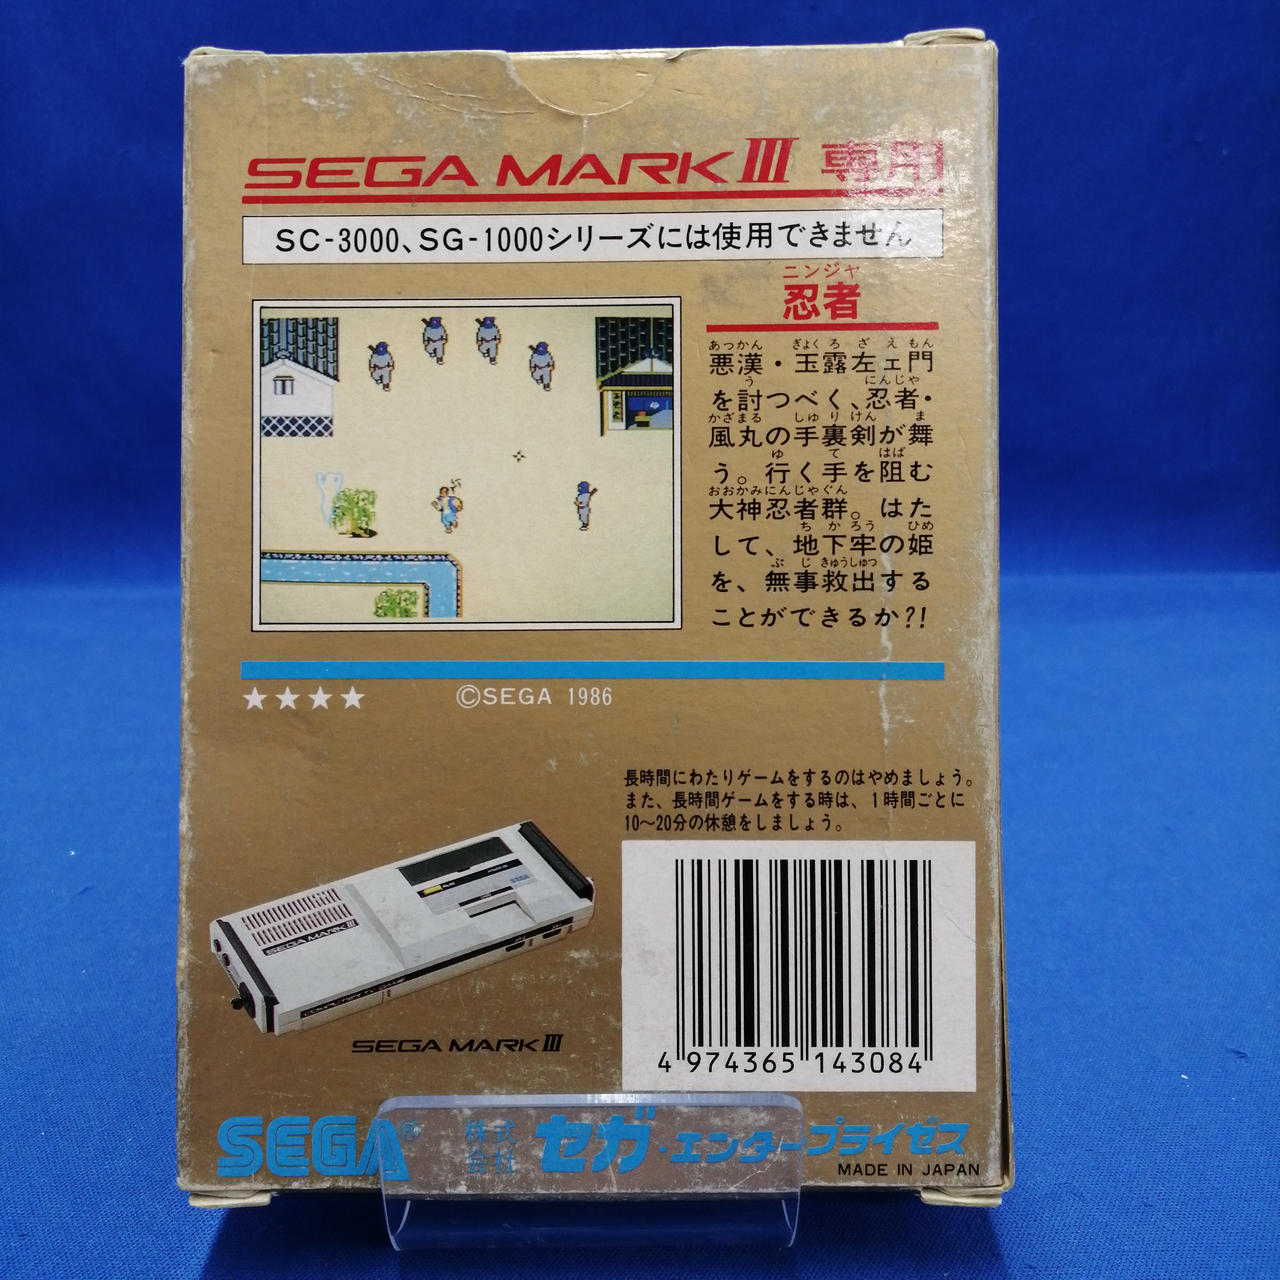 SEGA MARK III 専用
SC-3000、SG-1000シリーズには使用できません
ニンジャ
忍者
あっかん ぎょくろざえもん
悪漢・玉露左ェ門
う にんじゃ
を討つべく、忍者・
かざまる しゅりけん ま
風丸の手裏剣が舞
ゆ て はば
う。行く手を阻む
おおかみにんじゃぐん
大神忍者群。はた
ちかろう ひめ
して、地下牢の姫
ぶじ きゅうしゅつ
を、無事救出する
ことができるか?!
★★★★ ©SEGA 1986
長時間にわたりゲームをするのはやめましょう。
また、長時間ゲームをする時は、1時間ごとに
10〜20分の休憩をしましょう。
SEGA
SEGA MARK III
SEGA MARK III
4 974365 143084
SEGA® 株式会社 セガ・エンタープライゼス
MADE IN JAPAN